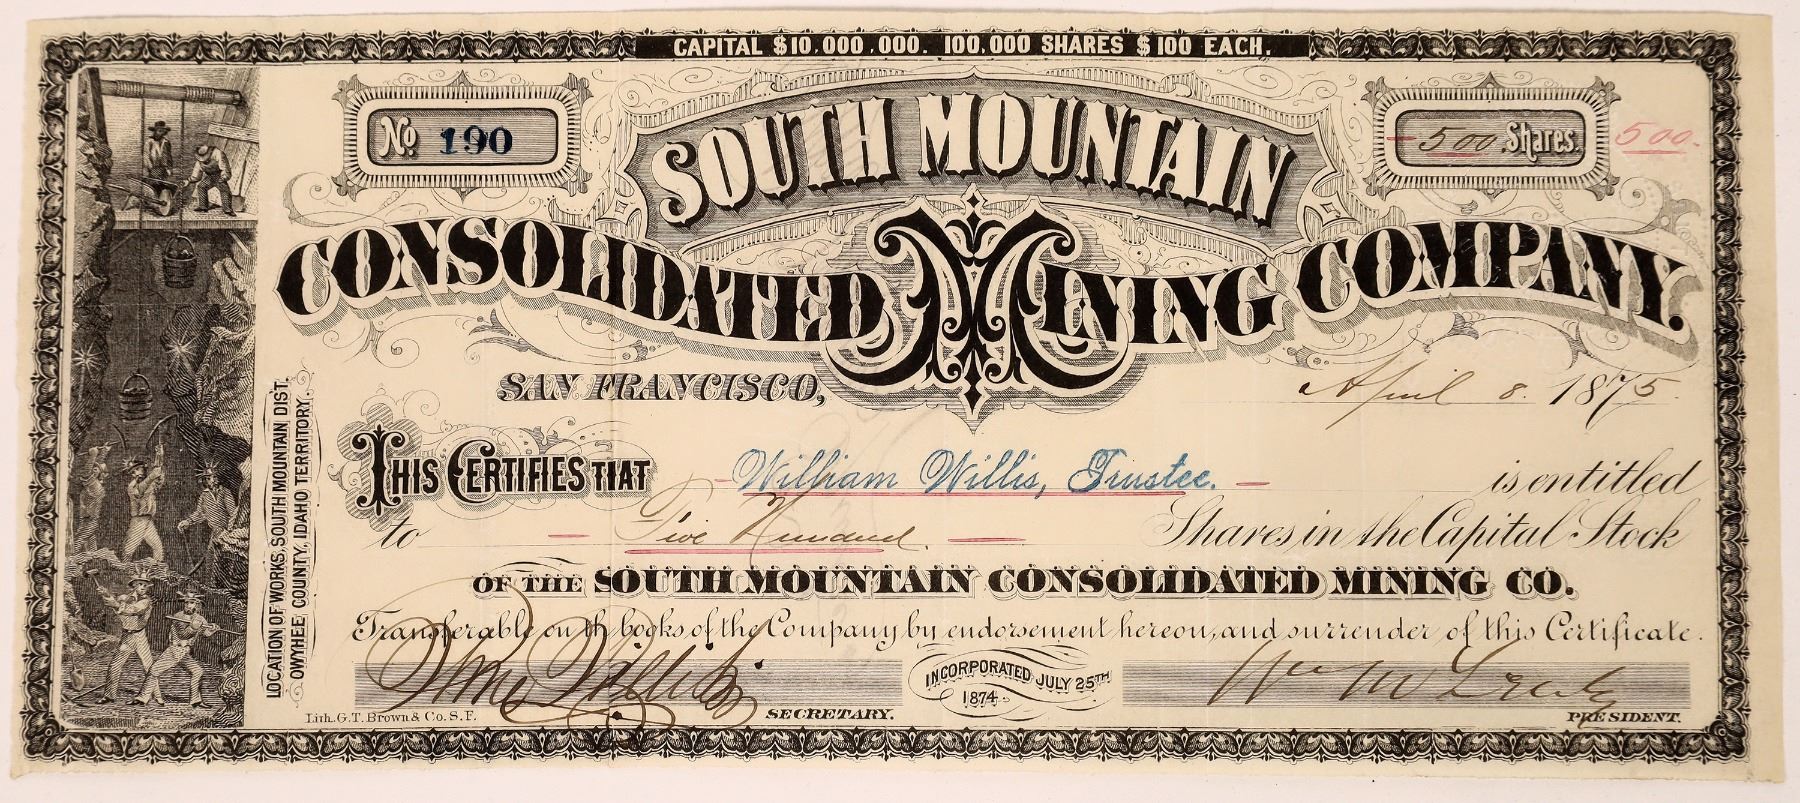 CAPITAL $10,000,000. 100,000 SHARES $100 EACH.
No 190
500. Shares. 500.
SOUTH MOUNTAIN
CONSOLIDATED MINING COMPANY.
SAN FRANCISCO, April 8. 1875.
THIS CERTIFIES THAT William Willis, Trustee. is entitled
to Five Hundred. Shares in the Capital Stock
OF THE SOUTH MOUNTAIN CONSOLIDATED MINING CO.
Transferable on the books of the Company by endorsement hereon, and surrender of this Certificate.
INCORPORATED JULY 25TH
1874.
SECRETARY.
PRESIDENT.
Lith. G.T. Brown & Co. S.F.
LOCATION OF WORKS, SOUTH MOUNTAIN DIST.
OWYHEE COUNTY, IDAHO TERRITORY.